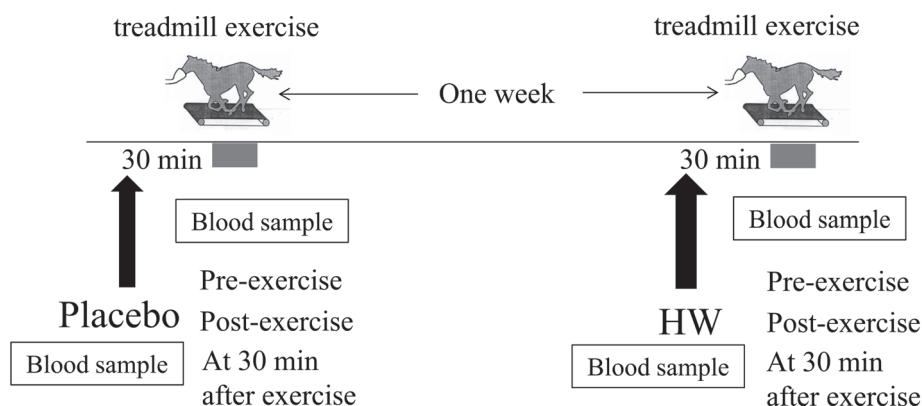 treadmill exercise
treadmill exercise
One week
30 min
30 min
Blood sample
Blood sample
Pre-exercise
Post-exercise
At 30 min
after exercise
Pre-exercise
Post-exercise
At 30 min
after exercise
Placebo
Blood sample
HW
Blood sample